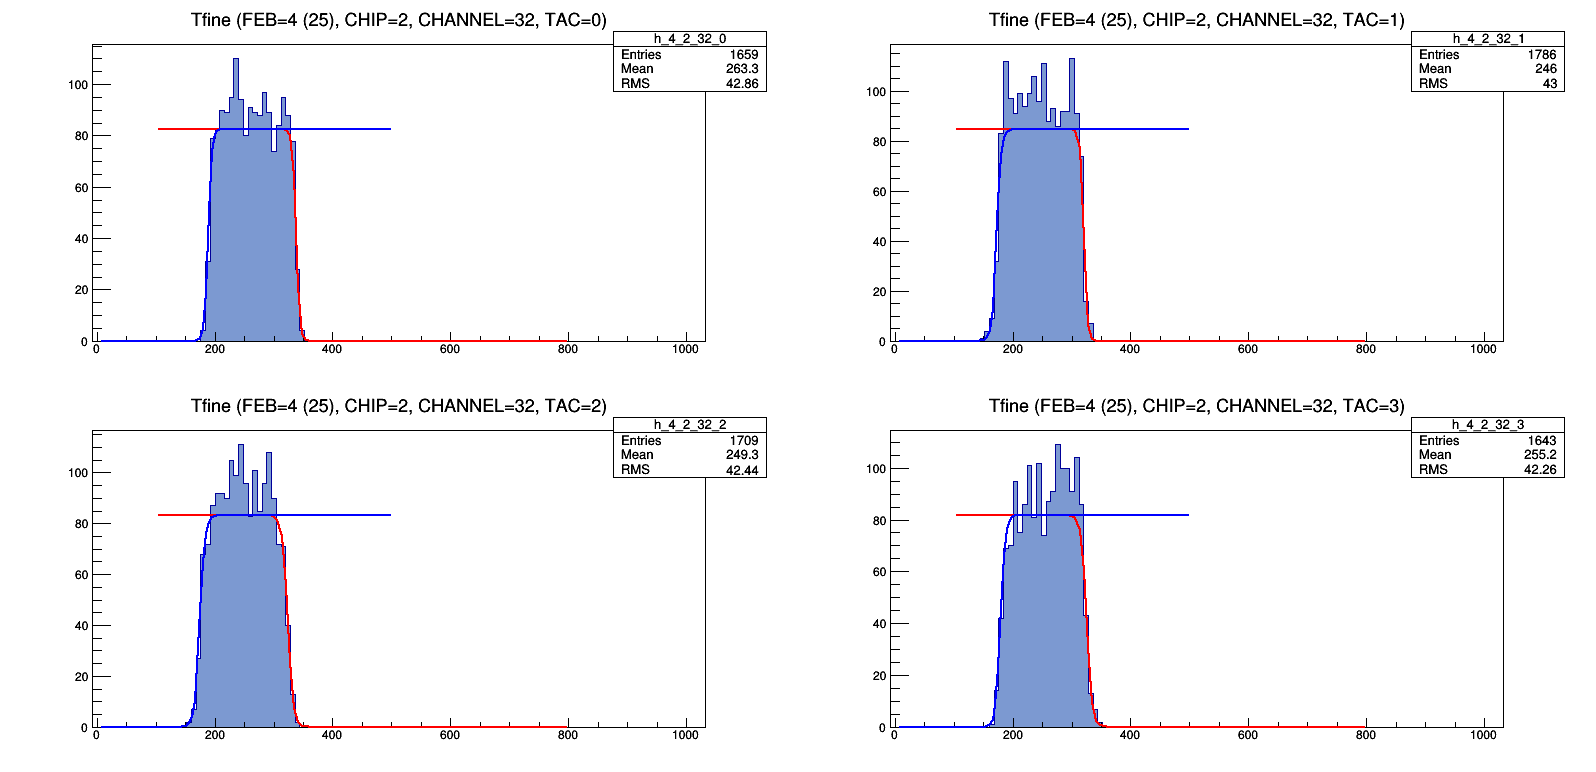 Tfine (FEB=4 (25), CHIP=2, CHANNEL=32, TAC=0)
h_4_2_32_0
Entries 1659
Mean 263.3
RMS 42.86
100
80
60
40
20
0
0 200 400 600 800 1000
Tfine (FEB=4 (25), CHIP=2, CHANNEL=32, TAC=1)
h_4_2_32_1
Entries 1786
Mean 246
RMS 43
100
80
60
40
20
0
0 200 400 600 800 1000
Tfine (FEB=4 (25), CHIP=2, CHANNEL=32, TAC=2)
h_4_2_32_2
Entries 1709
Mean 249.3
RMS 42.44
100
80
60
40
20
0
0 200 400 600 800 1000
Tfine (FEB=4 (25), CHIP=2, CHANNEL=32, TAC=3)
h_4_2_32_3
Entries 1643
Mean 255.2
RMS 42.26
100
80
60
40
20
0
0 200 400 600 800 1000